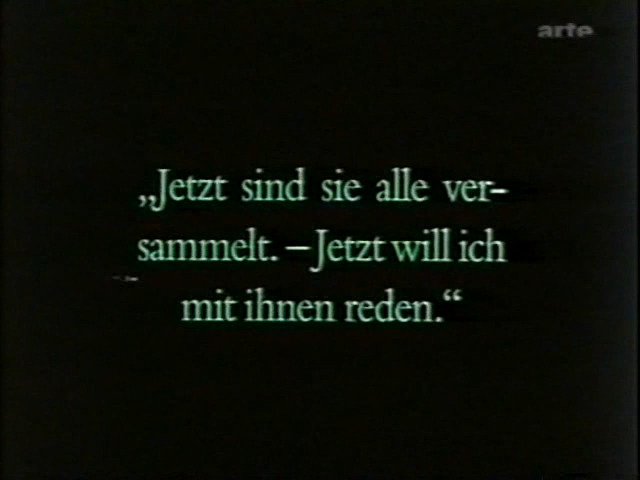 arte
„Jetzt sind sie alle ver-
sammelt. – Jetzt will ich
mit ihnen reden.“